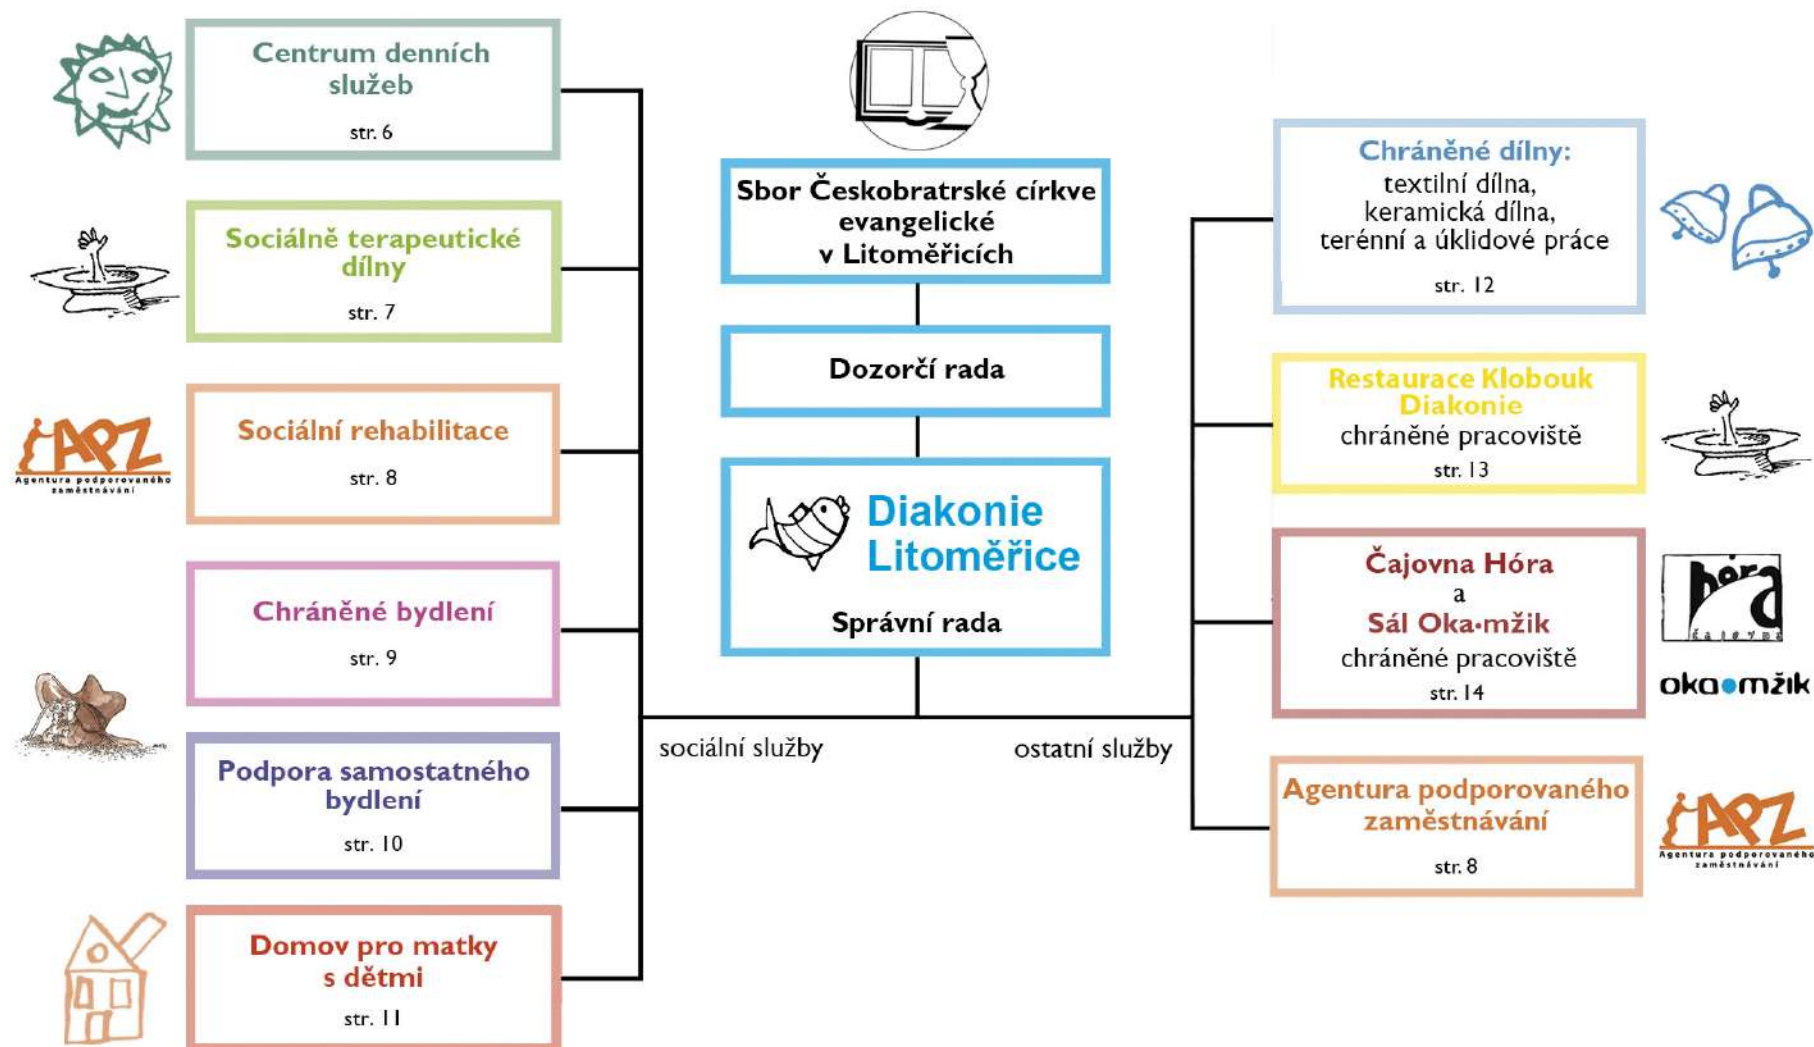 Centrum denních
služeb
str. 6
Sociálně terapeutické
dílny
str. 7
APZ
Agentura podporovaného
zaměstnávání
Sociální rehabilitace
str. 8
Chráněné bydlení
str. 9
Podpora samostatného
bydlení
str. 10
Domov pro matky
s dětmi
str. 11
Sbor Českobratrské církve
evangelické
v Litoměřicích
Dozorčí rada
Diakonie
Litoměřice
Správní rada
sociální služby
ostatní služby
Chráněné dílny:
textilní dílna,
keramická dílna,
terénní a úklidové práce
str. 12
Restaurace Klobouk
Diakonie
chráněné pracoviště
str. 13
Čajovna Hóra
a
Sál Oka•mžik
chráněné pracoviště
str. 14
hóra
ČAJOVNA
oka•mžik
Agentura podporovaného
zaměstnávání
str. 8
APZ
Agentura podporovaného
zaměstnávání